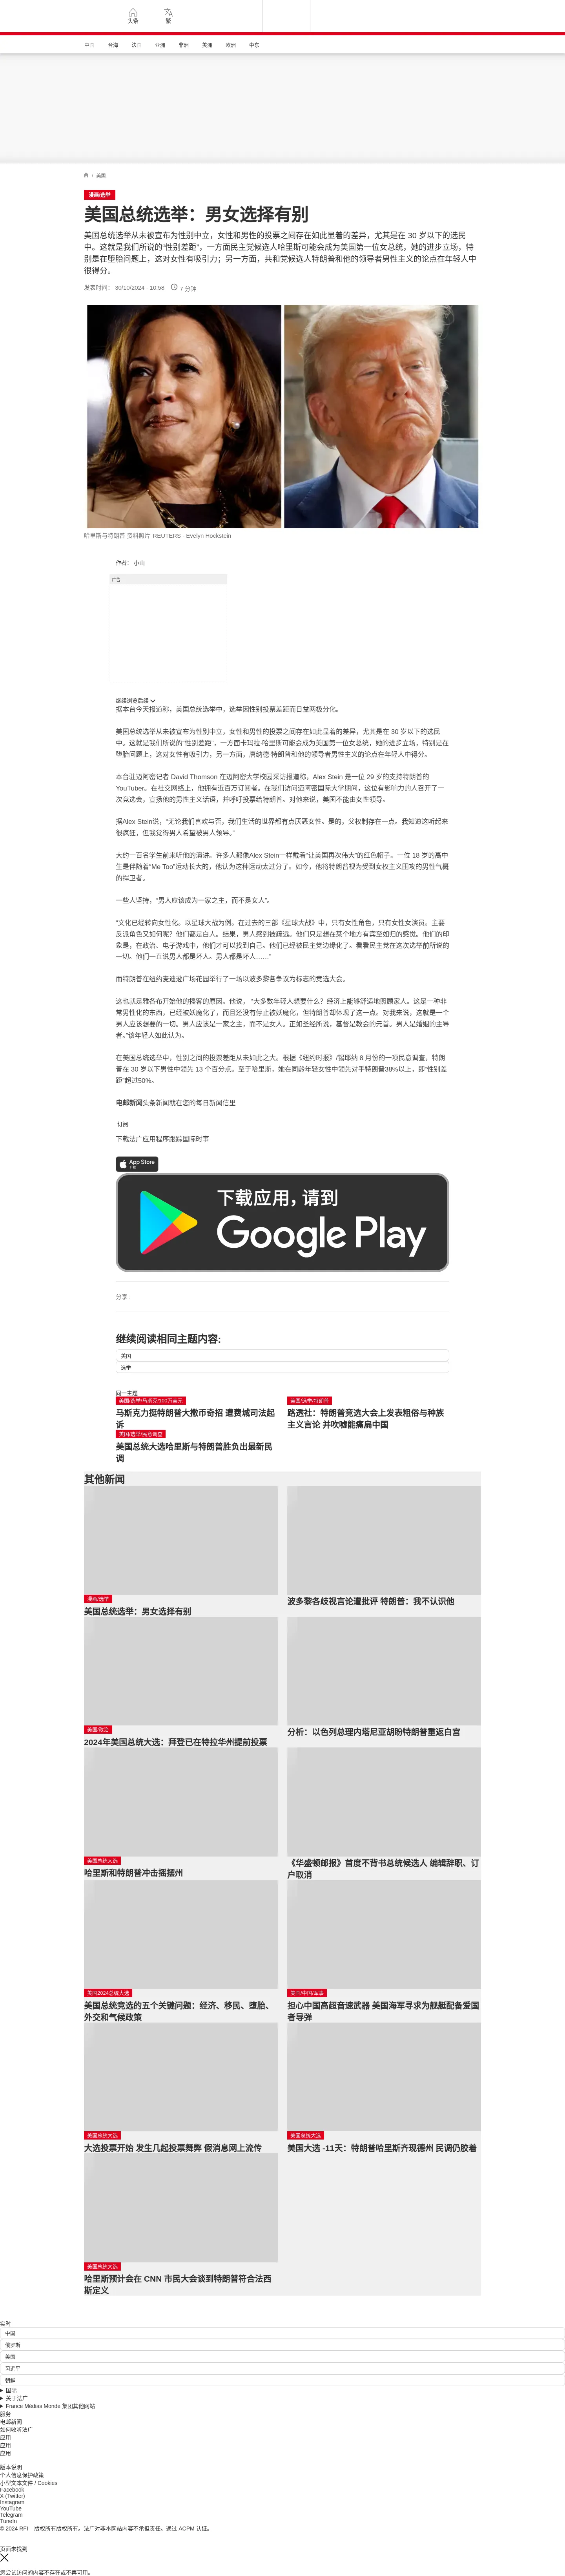 头条
繁
中国
台海
法国
亚洲
非洲
美洲
欧洲
中东
/ 美国
漫画/选举
美国总统选举：男女选择有别
美国总统选举从未被宣布为性别中立，女性和男性的投票之间存在如此显着的差异，尤其是在 30 岁以下的选民
中。这就是我们所说的“性别差距”，一方面民主党候选人哈里斯可能会成为美国第一位女总统，她的进步立场，特
别是在堕胎问题上，这对女性有吸引力；另一方面，共和党候选人特朗普和他的领导者男性主义的论点在年轻人中
很得分。
发表时间： 30/10/2024 - 10:56
7 分钟
哈里斯与特朗普 资料照片 REUTERS - Evelyn Hockstein
作者： 小山
广告
继续浏览后续
据本台今天报道称，美国总统选举中，选举因性别投票差距而日益两极分化。
美国总统选举从未被宣布为性别中立，女性和男性的投票之间存在如此显着的差异，尤其是在 30 岁以下的选民
中。这就是我们所说的“性别差距”，一方面卡玛拉·哈里斯可能会成为美国第一位女总统，她的进步立场，特别是在
堕胎问题上，这对女性有吸引力，另一方面，唐纳德·特朗普和他的领导者男性主义的论点在年轻人中得分。
本台驻迈阿密记者 David Thomson 在迈阿密大学校园采访报道称，Alex Stein 是一位 29 岁的支持特朗普的
YouTuber。在社交网络上，他拥有近百万订阅者。在我们访问迈阿密国际大学期间，这位有影响力的人召开了一
次竞选会，宣扬他的男性主义话语，并呼吁投票给特朗普。对他来说，美国不能由女性领导。
据Alex Stein说，“无论我们喜欢与否，我们生活的世界都有点厌恶女性。是的，父权制存在一点。我知道这听起来
很疯狂，但我觉得男人希望被男人领导。”
大约一百名学生前来听他的演讲。许多人都像Alex Stein一样戴着“让美国再次伟大”的红色帽子。一位 18 岁的高中
生是伴随着“Me Too”运动长大的，他认为这种运动太过分了。如今，他将特朗普视为受到女权主义围攻的男性气概
的捍卫者。
一些人坚持，“男人应该成为一家之主，而不是女人”。
“文化已经转向女性化。以星球大战为例。在过去的三部《星球大战》中，只有女性角色，只有女性女演员。主要
反派角色又如何呢？他们都是白人。结果，男人感到被疏远。他们只是想在某个地方有宾至如归的感觉。他们的印
象是，在政治、电子游戏中，他们才可以找到自己。他们已经被民主党边缘化了。看看民主党在这次选举前所说的
一切。他们一直说男人都是坏人。男人都是坏人……”
而特朗普在纽约麦迪逊广场花园举行了一场以波多黎各争议为标志的竞选大会。
这也就是雅各布开始他的播客的原因。他说， “大多数年轻人想要什么？经济上能够舒适地照顾家人。这是一种非
常男性化的东西，已经被妖魔化了，而且还没有停止被妖魔化，但特朗普却体现了这一点。对我来说，这就是一个
男人应该想要的一切。男人应该是一家之主，而不是女人。正如圣经所说，基督是教会的元首。男人是婚姻的主导
者。”该年轻人如此认为。
在美国总统选举中，性别之间的投票差距从未如此之大。根据《纽约时报》/锡耶纳 8 月份的一项民意调查，特朗
普在 30 岁以下男性中领先 13 个百分点。至于哈里斯，她在同龄年轻女性中领先对手特朗普38%以上，即“性别差
距”超过50%。
电邮新闻头条新闻就在您的每日新闻信里
订阅
下载法广应用程序跟踪国际时事
App Store
下载
下载应用，请到
Google Play
分享 :
继续阅读相同主题内容:
美国
选举
同一主题
美国/选举/马斯克/100万美元
马斯克力挺特朗普大撒币奇招 遭费城司法起
诉
美国/选举/特朗普
路透社：特朗普竞选大会上发表粗俗与种族
主义言论 并吹嘘能痛扁中国
美国/选举/民意调查
美国总统大选哈里斯与特朗普胜负出最新民
调
其他新闻
漫画/选举
美国总统选举：男女选择有别
波多黎各歧视言论遭批评 特朗普：我不认识他
美国/政治
2024年美国总统大选：拜登已在特拉华州提前投票
分析：以色列总理内塔尼亚胡盼特朗普重返白宫
美国总统大选
哈里斯和特朗普冲击摇摆州
《华盛顿邮报》首度不背书总统候选人 编辑辞职、订
户取消
美国2024总统大选
美国总统竞选的五个关键问题：经济、移民、堕胎、
外交和气候政策
美国/中国/军事
担心中国高超音速武器 美国海军寻求为舰艇配备爱国
者导弹
美国总统大选
大选投票开始 发生几起投票舞弊 假消息网上流传
美国总统大选
美国大选 -11天：特朗普哈里斯齐现德州 民调仍胶着
美国总统大选
哈里斯预计会在 CNN 市民大会谈到特朗普符合法西
斯定义
实时
中国
俄罗斯
美国
习近平
朝鲜
国际
关于法广
France Médias Monde 集团其他网站
服务
电邮新闻
如何收听法广
应用
应用
应用
版本说明
个人信息保护政策
小型文本文件 / Cookies
Facebook
X (Twitter)
Instagram
YouTube
Telegram
TuneIn
© 2024 RFI – 版权所有版权所有。法广对非本网站内容不承担责任。通过 ACPM 认证。
页面未找到
您尝试访问的内容不存在或不再可用。